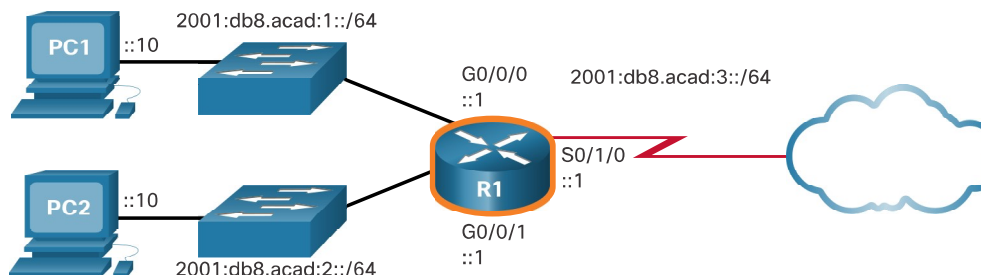 2001:db8.acad:1::/64
PC1
::10
G0/0/0
::1
2001:db8.acad:3::/64
S0/1/0
::1
R1
PC2
::10
G0/0/1
::1
2001:db8.acad:2::/64